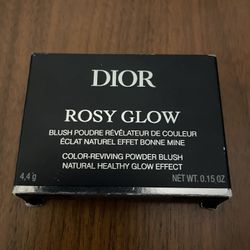 DIOR
ROSY GLOW
BLUSH POUDRE RÉVÉLATEUR DE COULEUR
ÉCLAT NATUREL EFFET BONNE MINE
COLOR-REVIVING POWDER BLUSH
NATURAL HEALTHY GLOW EFFECT
4,4 g NET WT. 0.15 OZ